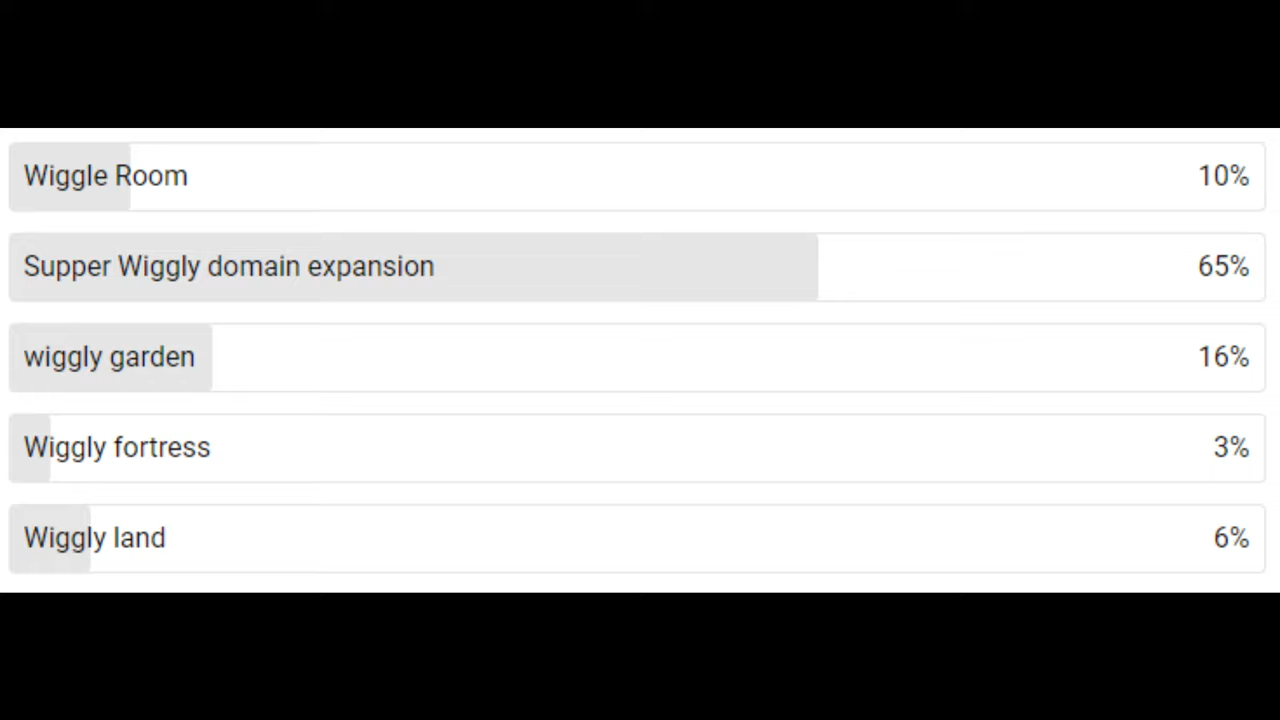 Wiggle Room 10%
Supper Wiggly domain expansion 65%
wiggly garden 16%
Wiggly fortress 3%
Wiggly land 6%